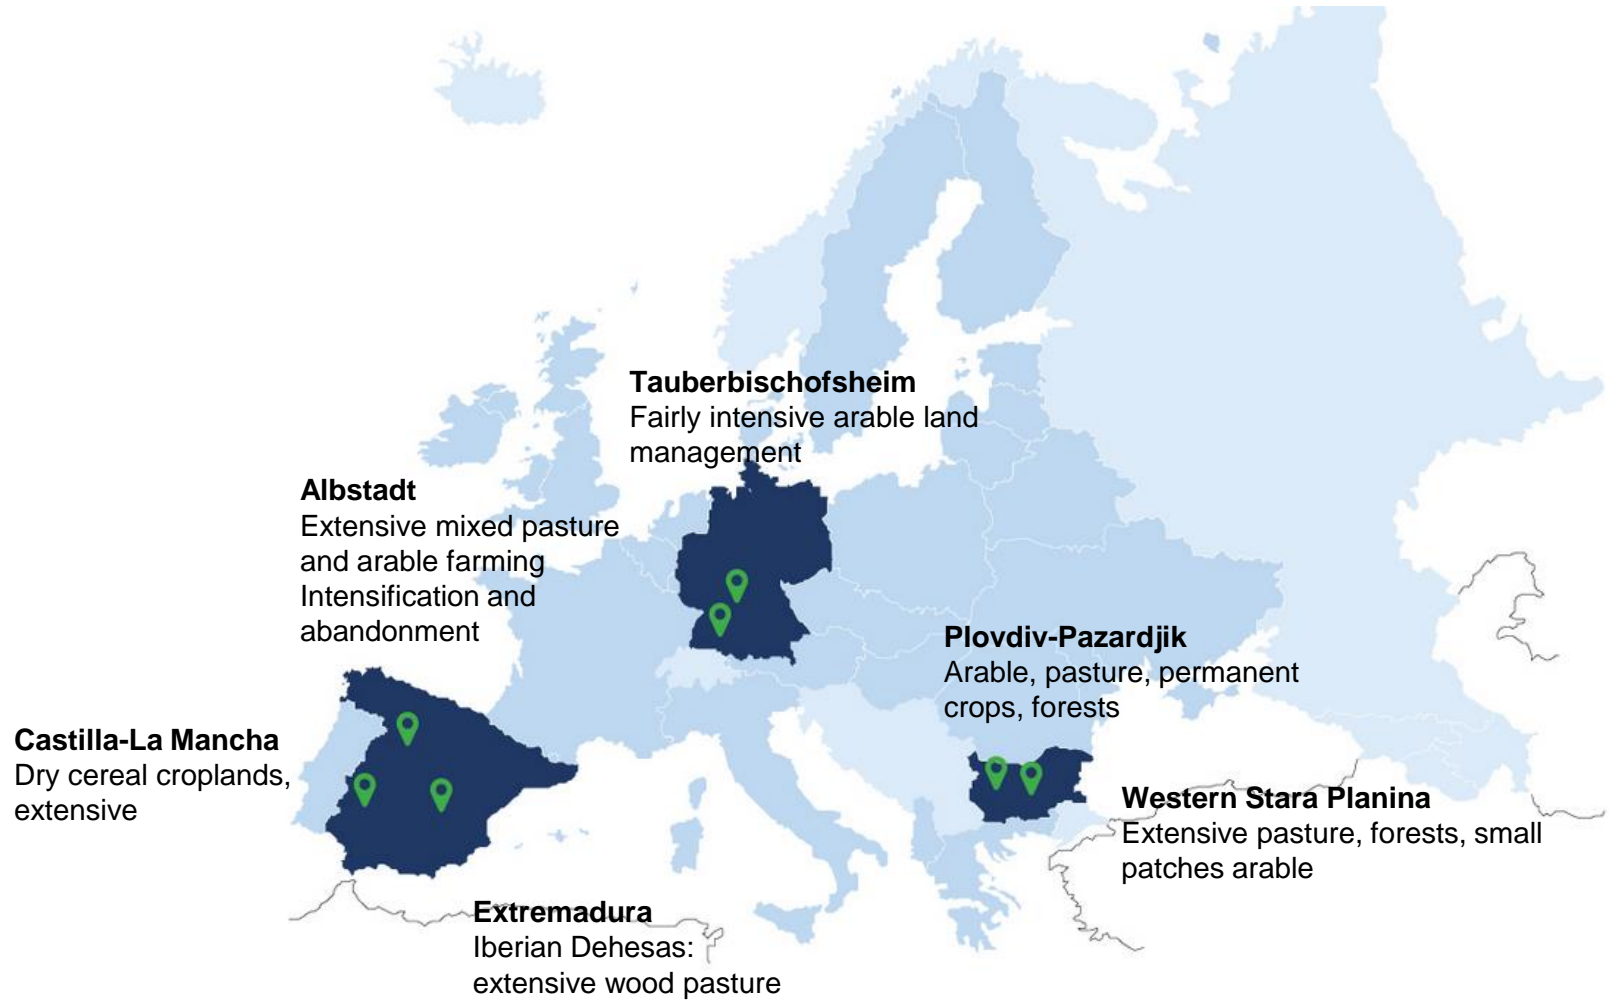 Tauberbischofsheim
Fairly intensive arable land
management
Albstadt
Extensive mixed pasture
and arable farming
Intensification and
abandonment
Plovdiv-Pazardjik
Arable, pasture, permanent
crops, forests
Castilla-La Mancha
Dry cereal croplands,
extensive
Western Stara Planina
Extensive pasture, forests, small
patches arable
Extremadura
Iberian Dehesas:
extensive wood pasture